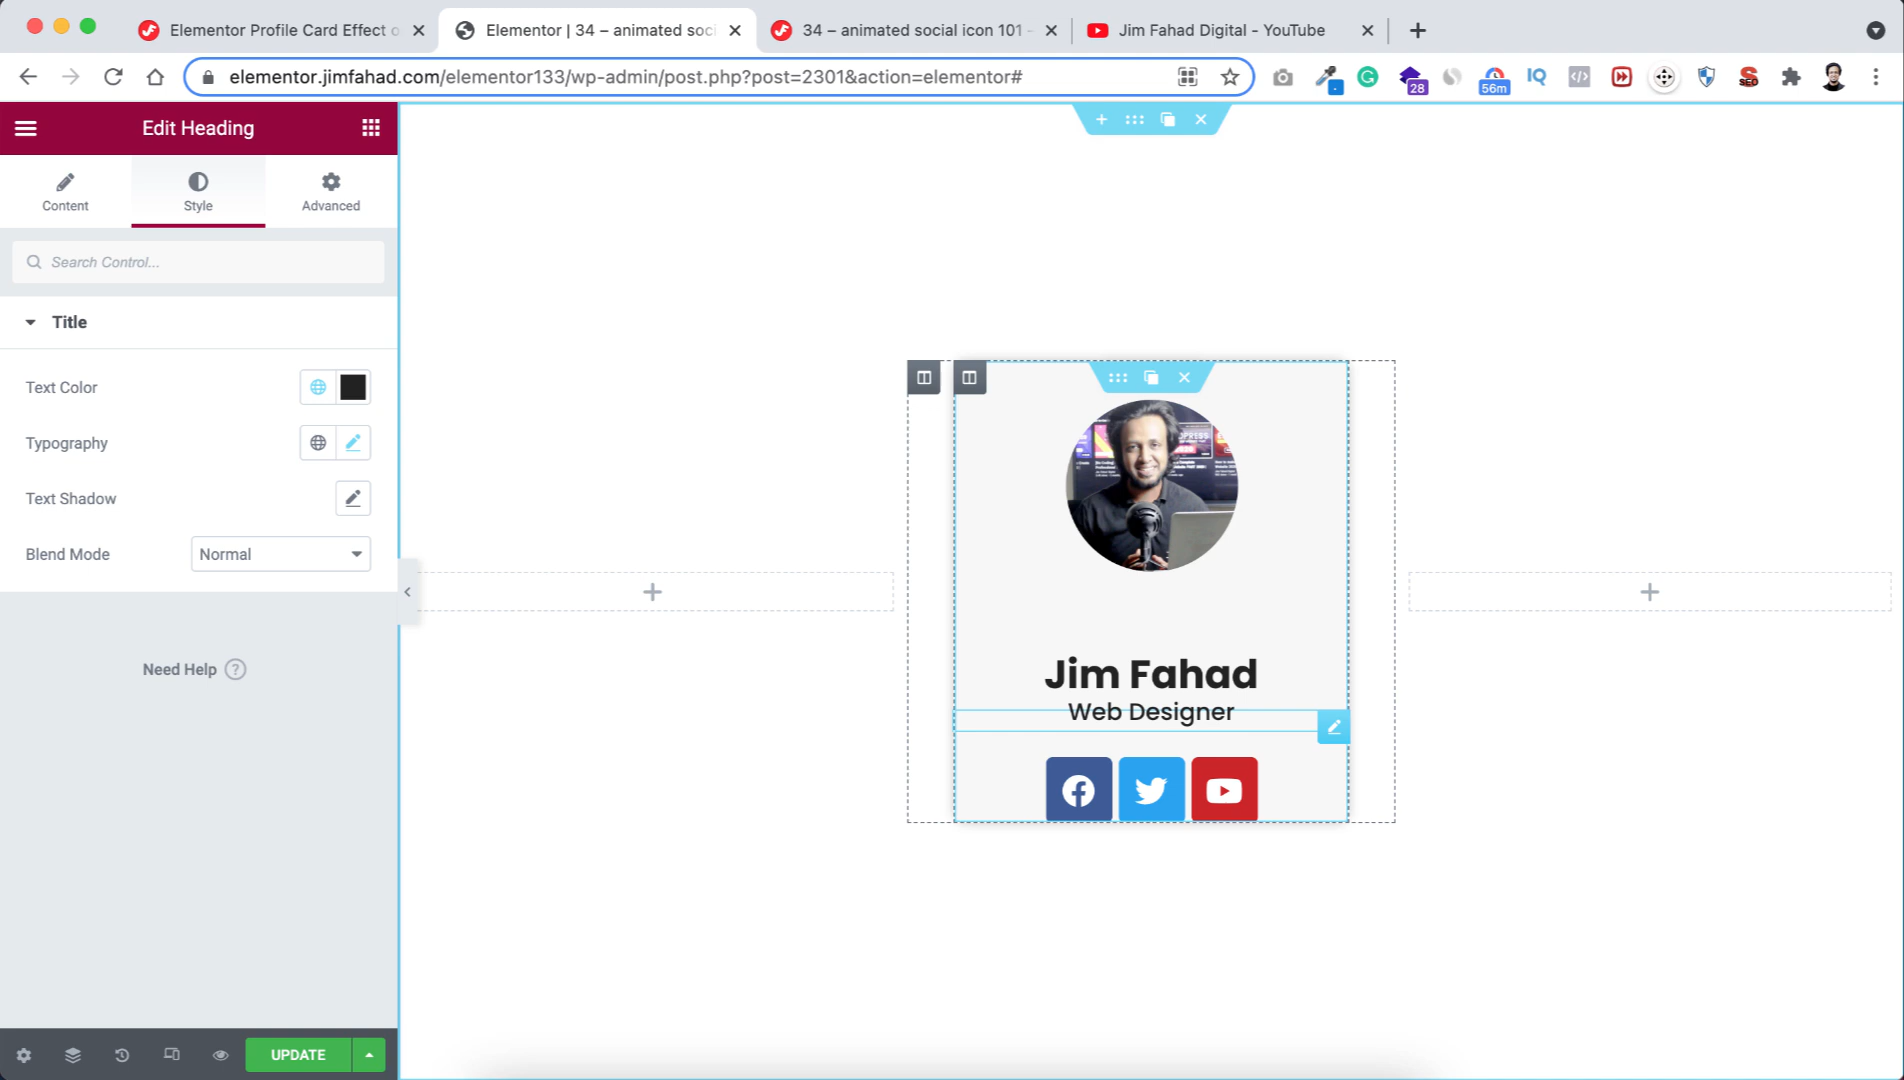 Elementor Profile Card Effect o
Elementor | 34 – animated soci
34 – animated social icon 101 –
Jim Fahad Digital - YouTube
elementor.jimfahad.com/elementor133/wp-admin/post.php?post=2301&action=elementor#
28
56m
IQ
SEO
Edit Heading
Content
Style
Advanced
Search Control...
Title
Text Color
Typography
Text Shadow
Blend Mode
Normal
Need Help ?
Jim Fahad
Web Designer
UPDATE